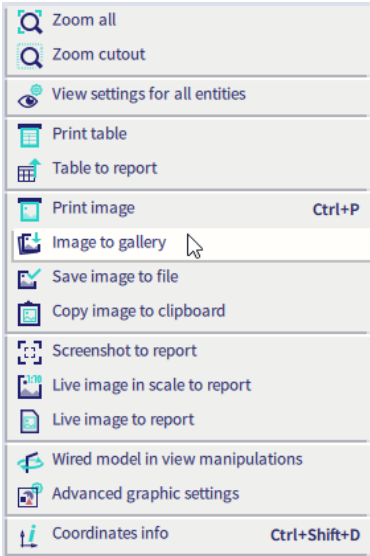 Zoom all
Zoom cutout
View settings for all entities
Print table
Table to report
Print image Ctrl+P
Image to gallery
Save image to file
Copy image to clipboard
Screenshot to report
1:10
Live image in scale to report
Live image to report
Wired model in view manipulations
Advanced graphic settings
Coordinates info Ctrl+Shift+D